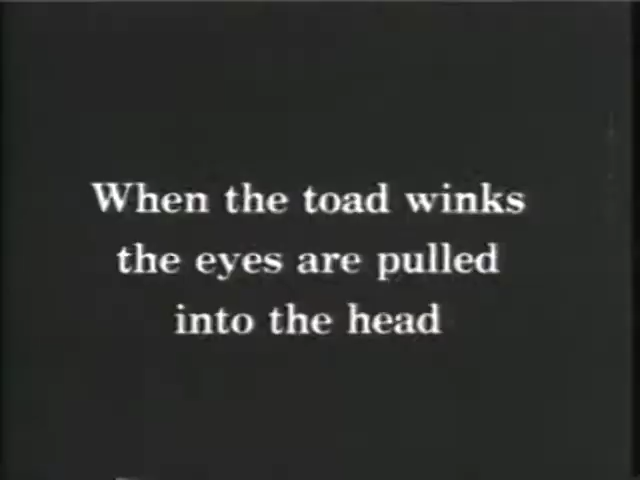 When the toad winks
the eyes are pulled
into the head